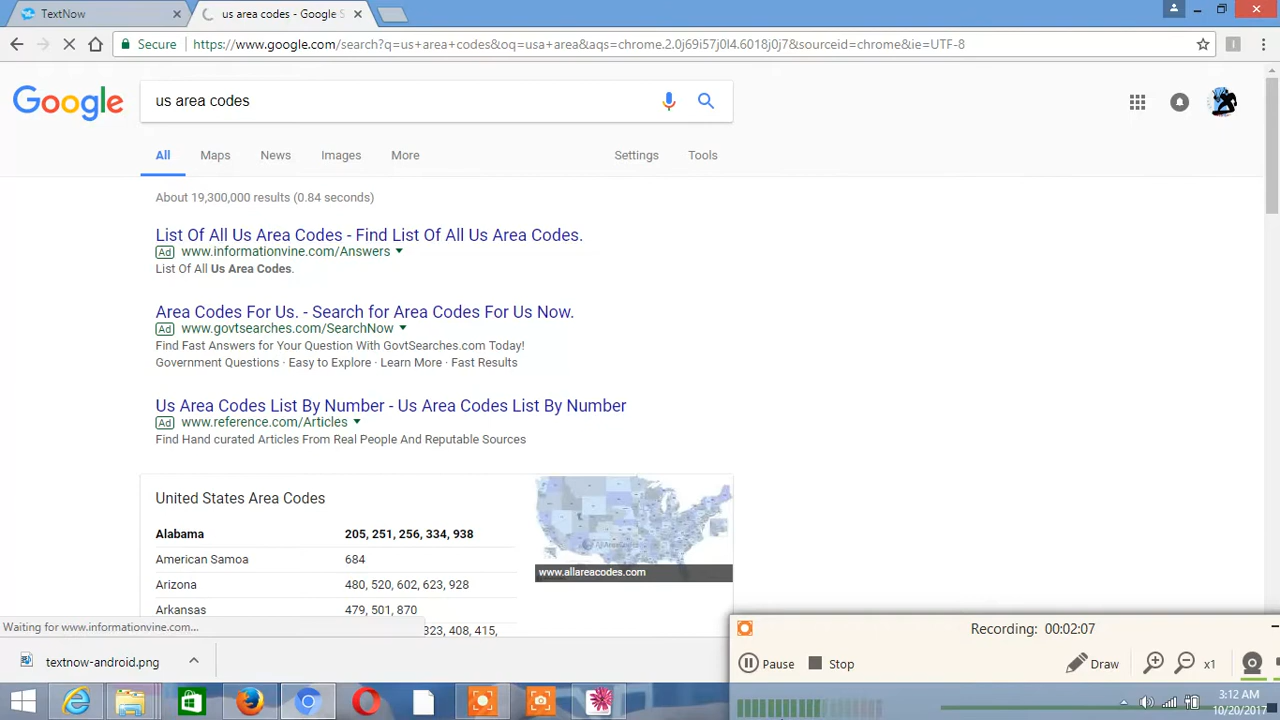 TextNow
us area codes - Google S
Secure
https://www.google.com/search?q=us+area+codes&oq=usa+area&aqs=chrome.2.0j69i57j0l4.6018j0j7&sourceid=chrome&ie=UTF-8
Google
us area codes
All Maps News Images More Settings Tools
About 19,300,000 results (0.84 seconds)
List Of All Us Area Codes - Find List Of All Us Area Codes.
Ad www.informationvine.com/Answers
List Of All Us Area Codes.
Area Codes For Us. - Search for Area Codes For Us Now.
Ad www.govtsearches.com/SearchNow
Find Fast Answers for Your Question With GovtSearches.com Today!
Government Questions · Easy to Explore · Learn More · Fast Results
Us Area Codes List By Number - Us Area Codes List By Number
Ad www.reference.com/Articles
Find Hand curated Articles From Real People And Reputable Sources
United States Area Codes
Alabama 205, 251, 256, 334, 938
American Samoa 684
www.allareacodes.com
Arizona 480, 520, 602, 623, 928
Arkansas 479, 501, 870
323, 408, 415,
Waiting for www.informationvine.com...
Recording: 00:02:07
textnow-android.png
Pause Stop Draw x1
3:12 AM
10/20/2017